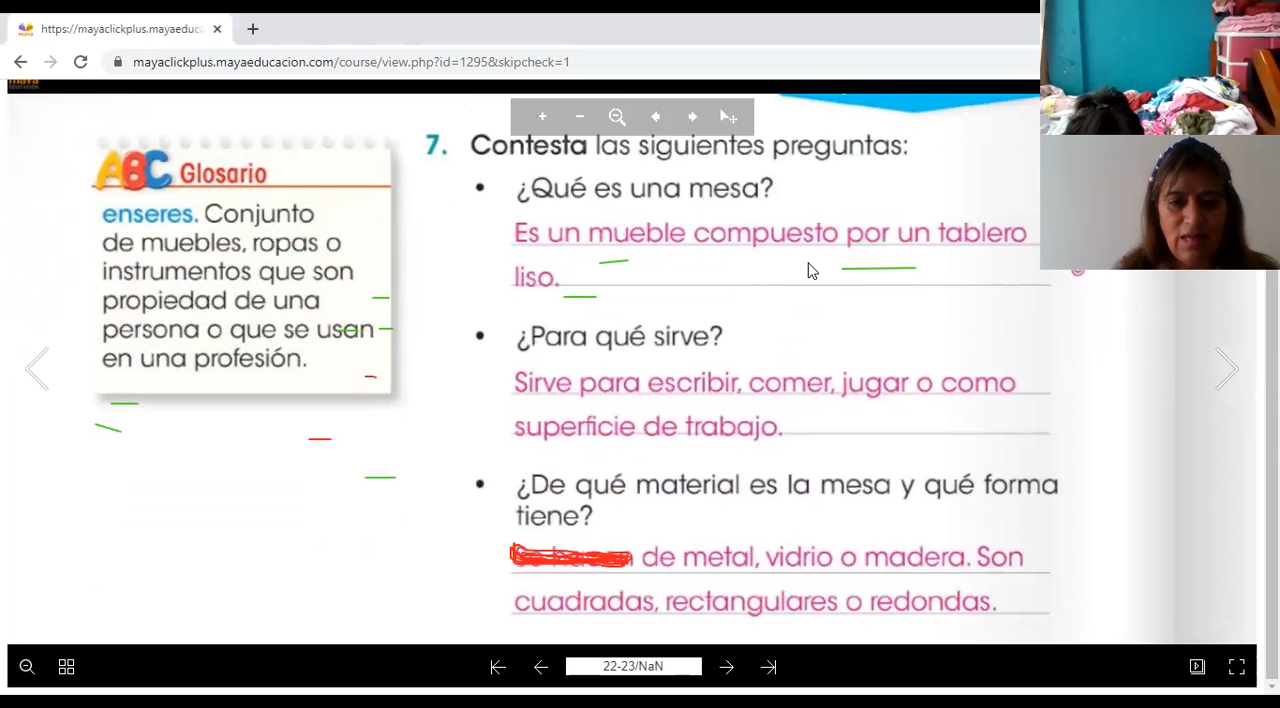 https://mayaclickplus.mayaeduca
mayaclickplus.mayaeducacion.com/course/view.php?id=1295&skipcheck=1
maya
EDUCACIÓN
ABC Glosario
enseres. Conjunto
de muebles, ropas o
instrumentos que son
propiedad de una
persona o que se usan
en una profesión.
7. Contesta las siguientes preguntas:
• ¿Qué es una mesa?
Es un mueble compuesto por un tablero
liso.
• ¿Para qué sirve?
Sirve para escribir, comer, jugar o como
superficie de trabajo.
• ¿De qué material es la mesa y qué forma
tiene?
de metal, vidrio o madera. Son
cuadradas, rectangulares o redondas.
22-23/NaN